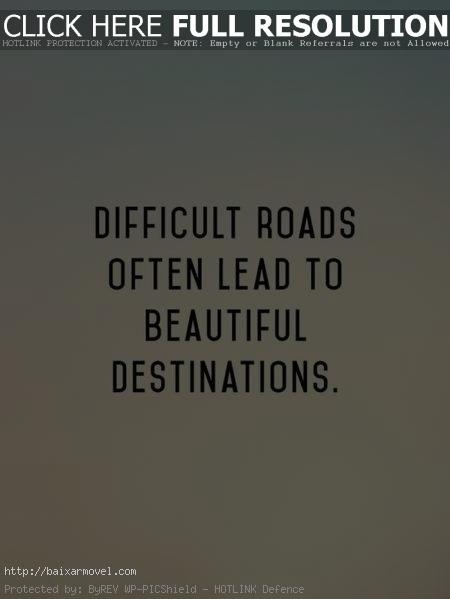 CLICK HERE FULL RESOLUTION
HOTLINK PROTECTION ACTIVATED - NOTE: Empty or Blank Referrals are not Allowed
DIFFICULT ROADS
OFTEN LEAD TO
BEAUTIFUL
DESTINATIONS.
http://baixarmovel.com
Protected by: ByREV WP-PICShield - HOTLINK Defence